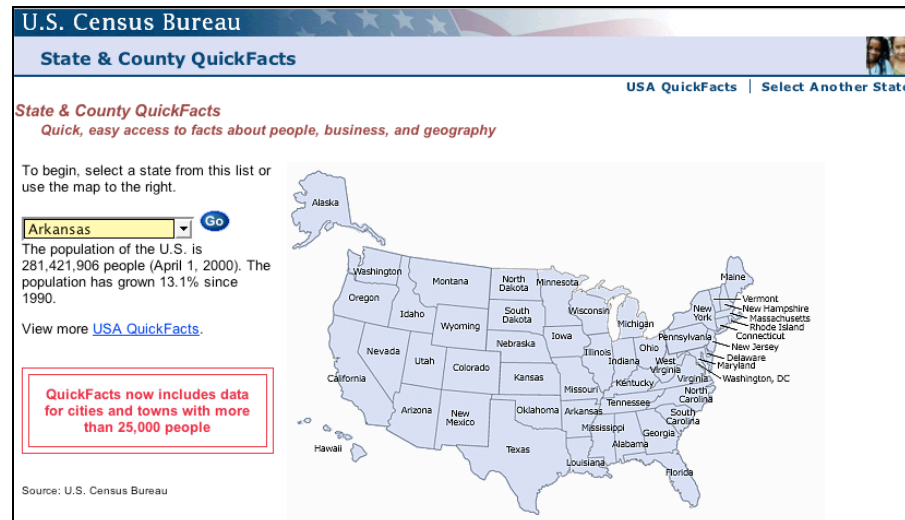 U.S. Census Bureau
State & County QuickFacts
USA QuickFacts | Select Another State
State & County QuickFacts
Quick, easy access to facts about people, business, and geography
To begin, select a state from this list or
use the map to the right.
Arkansas
Go
The population of the U.S. is
281,421,906 people (April 1, 2000). The
population has grown 13.1% since
1990.
View more USA QuickFacts.
QuickFacts now includes data
for cities and towns with more
than 25,000 people
Source: U.S. Census Bureau
Alaska
Washington
Montana
North
Dakota
Minnesota
Maine
Oregon
Idaho
Wyoming
South
Dakota
Wisconsin
Michigan
New
York
Vermont
New Hampshire
Massachusetts
Rhode Island
Connecticut
New Jersey
Delaware
Maryland
Washington, DC
Nebraska
Iowa
Pennsylvania
Nevada
Utah
Colorado
Illinois
Indiana
Ohio
West
Virginia
Virginia
California
Kansas
Missouri
Kentucky
North
Carolina
Arizona
New
Mexico
Oklahoma
Arkansas
Tennessee
South
Carolina
Mississippi
Alabama
Georgia
Hawaii
Texas
Louisiana
Florida